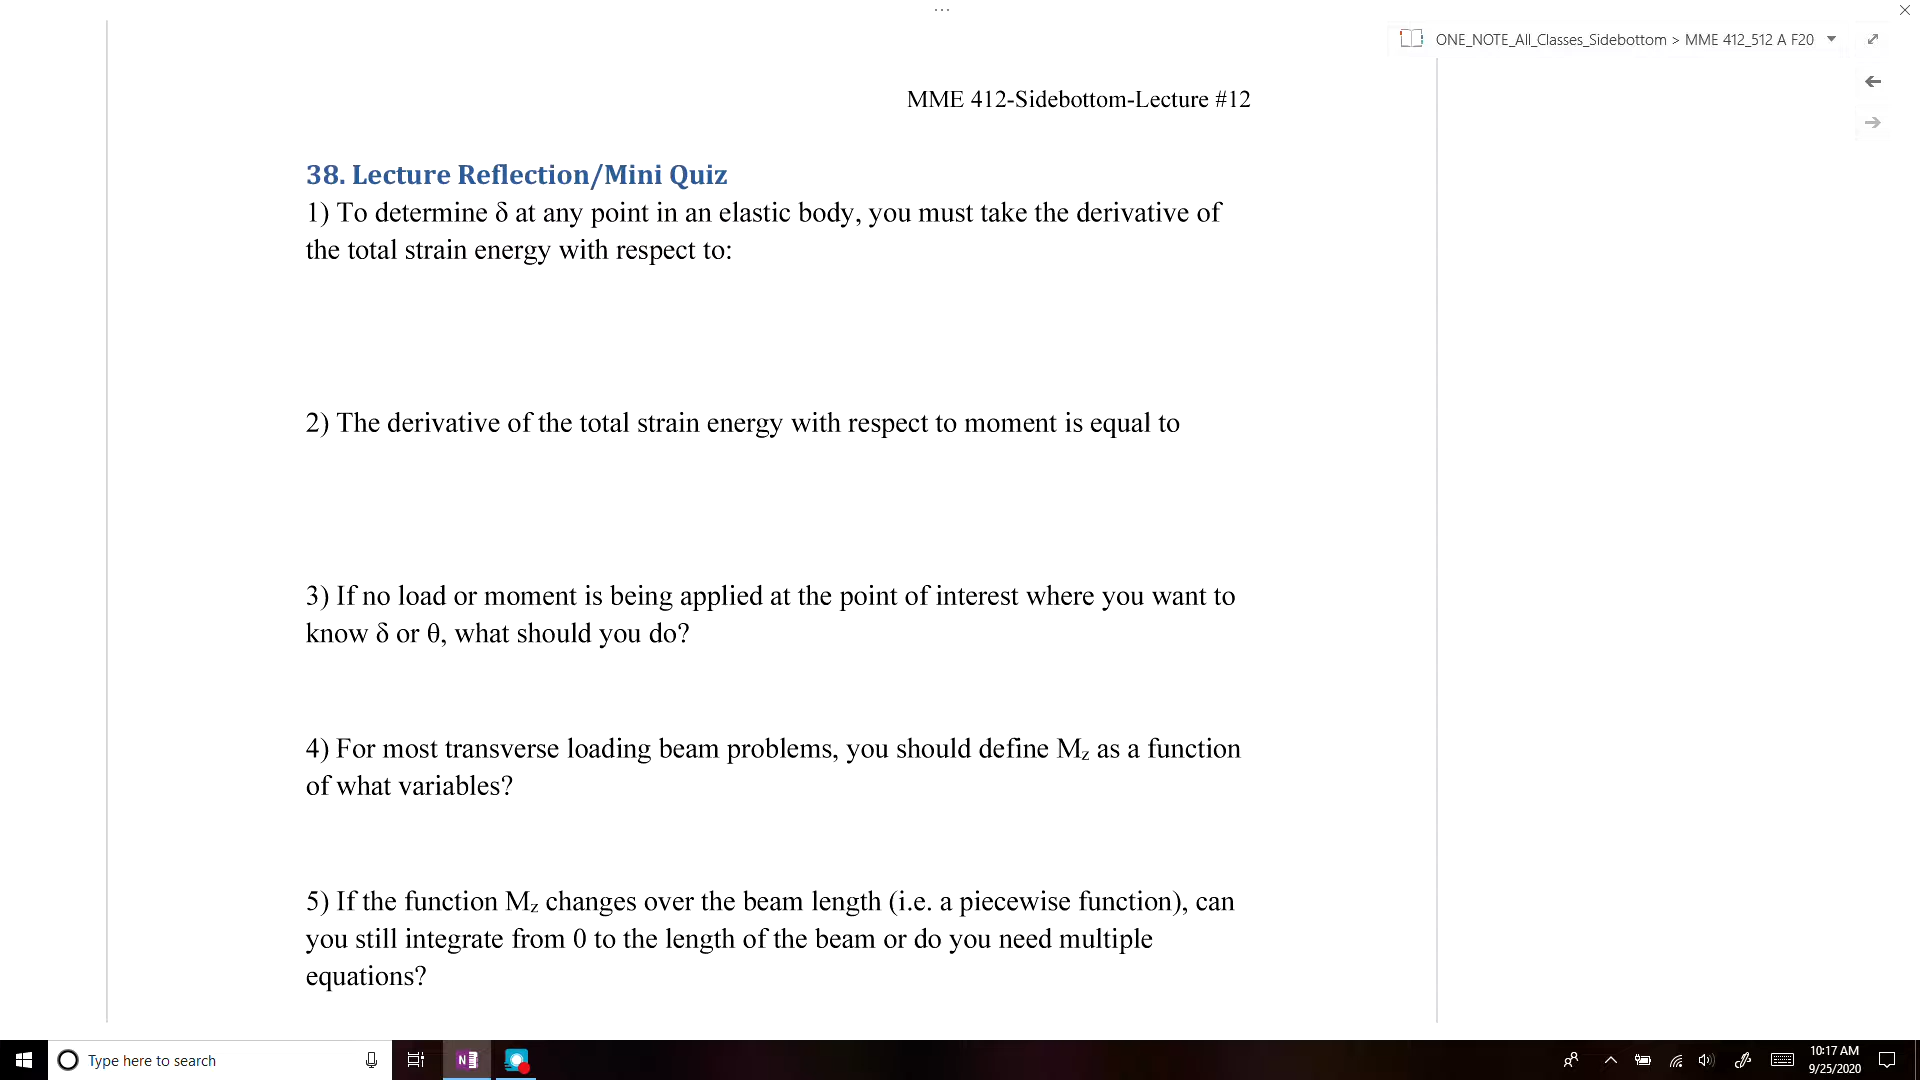 ...
ONE_NOTE_All_Classes_Sidebottom > MME 412_512 A F20
MME 412-Sidebottom-Lecture #12
38. Lecture Reflection/Mini Quiz
1) To determine δ at any point in an elastic body, you must take the derivative of
the total strain energy with respect to:
2) The derivative of the total strain energy with respect to moment is equal to
3) If no load or moment is being applied at the point of interest where you want to
know δ or θ, what should you do?
4) For most transverse loading beam problems, you should define Mz as a function
of what variables?
5) If the function Mz changes over the beam length (i.e. a piecewise function), can
you still integrate from 0 to the length of the beam or do you need multiple
equations?
Type here to search
N
10:17 AM
9/25/2020